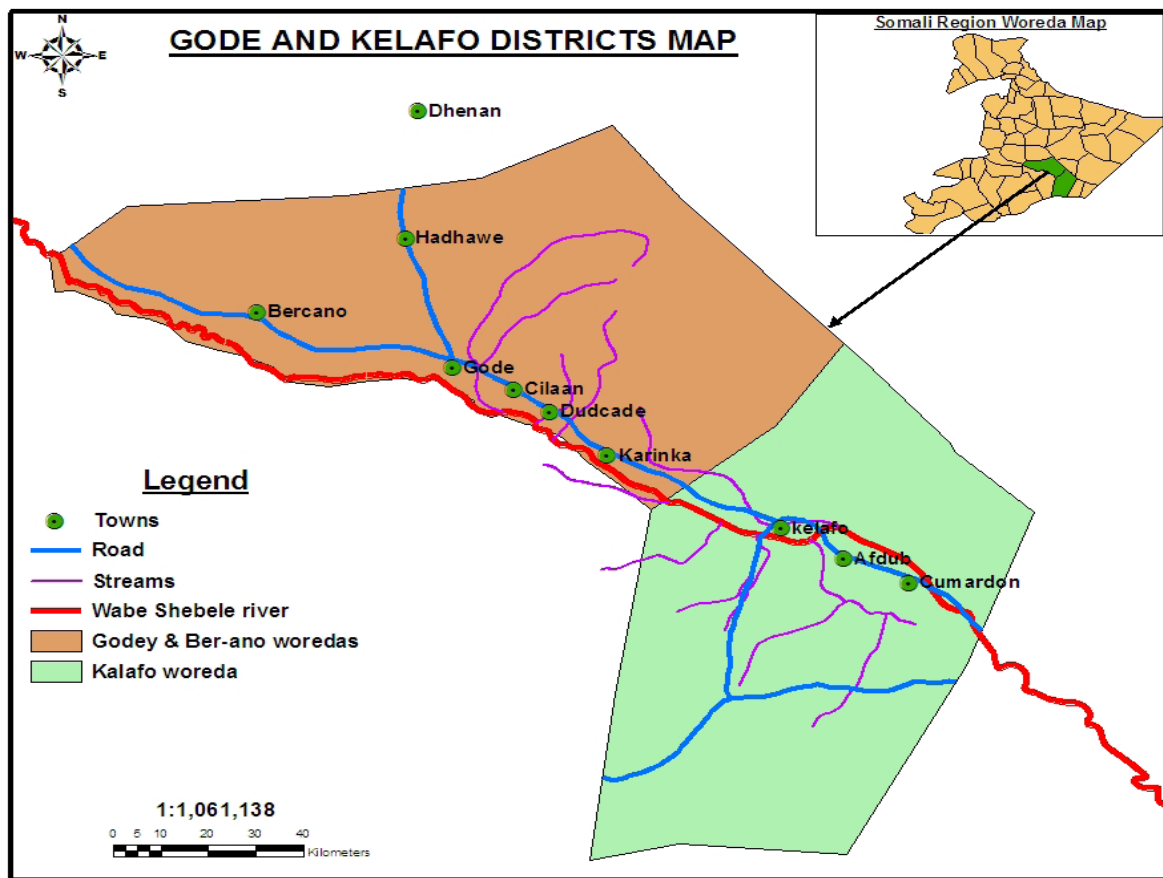 GODE AND KELAFO DISTRICTS MAP
N
W
E
S
Somali Region Woreda Map
Dhenan
Hadhawe
Bercano
Gode
Cilaan
Dudcade
Karinka
kelafo
Afdub
Cumardon
Legend
Towns
Road
Streams
Wabe Shebele river
Godey & Ber-ano woredas
Kalafo woreda
1:1,061,138
0 5 10 20 30 40
Kilometers